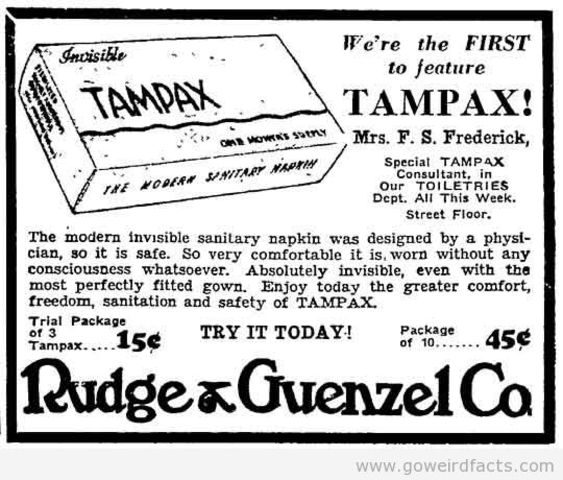 Invisible
TAMPAX
ONE MONTH'S SUPPLY
THE MODERN SANITARY NAPKIN
We're the FIRST
to feature
TAMPAX!
Mrs. F. S. Frederick,
Special TAMPAX
Consultant, in
Our TOILETRIES
Dept. All This Week.
Street Floor.
The modern invisible sanitary napkin was designed by a physi-
cian, so it is safe. So very comfortable it is worn without any
consciousness whatsoever. Absolutely invisible, even with the
most perfectly fitted gown. Enjoy today the greater comfort,
freedom, sanitation and safety of TAMPAX.
Trial Package
of 3
Tampax..... 15¢
TRY IT TODAY!
Package
of 10....... 45¢
Rudge & Guenzel Co
www.goweirdfacts.com